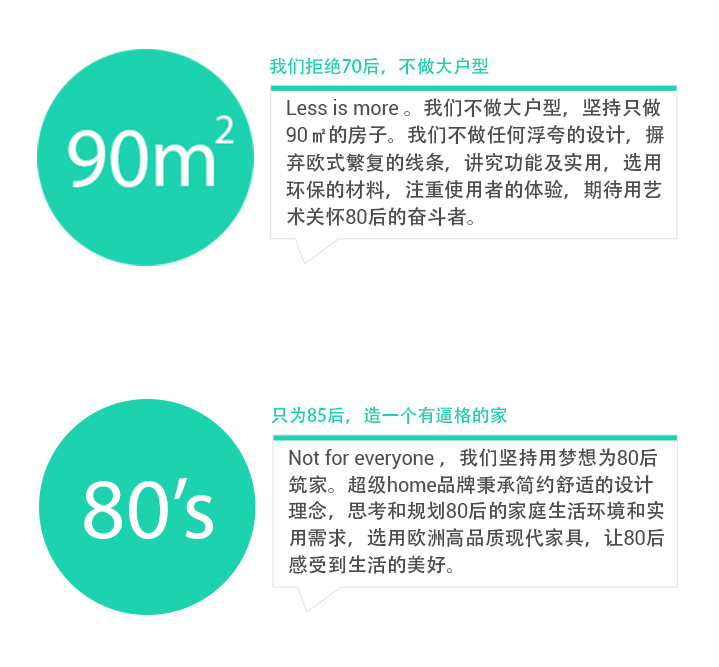 90m²
我们拒绝70后，不做大户型
Less is more 。我们不做大户型，坚持只做
90㎡的房子。我们不做任何浮夸的设计，摒
弃欧式繁复的线条，讲究功能及实用，选用
环保的材料，注重使用者的体验，期待用艺
术关怀80后的奋斗者。
80’s
只为85后，造一个有逼格的家
Not for everyone ，我们坚持用梦想为80后
筑家。超级home品牌秉承简约舒适的设计
理念，思考和规划80后的家庭生活环境和实
用需求，选用欧洲高品质现代家具，让80后
感受到生活的美好。